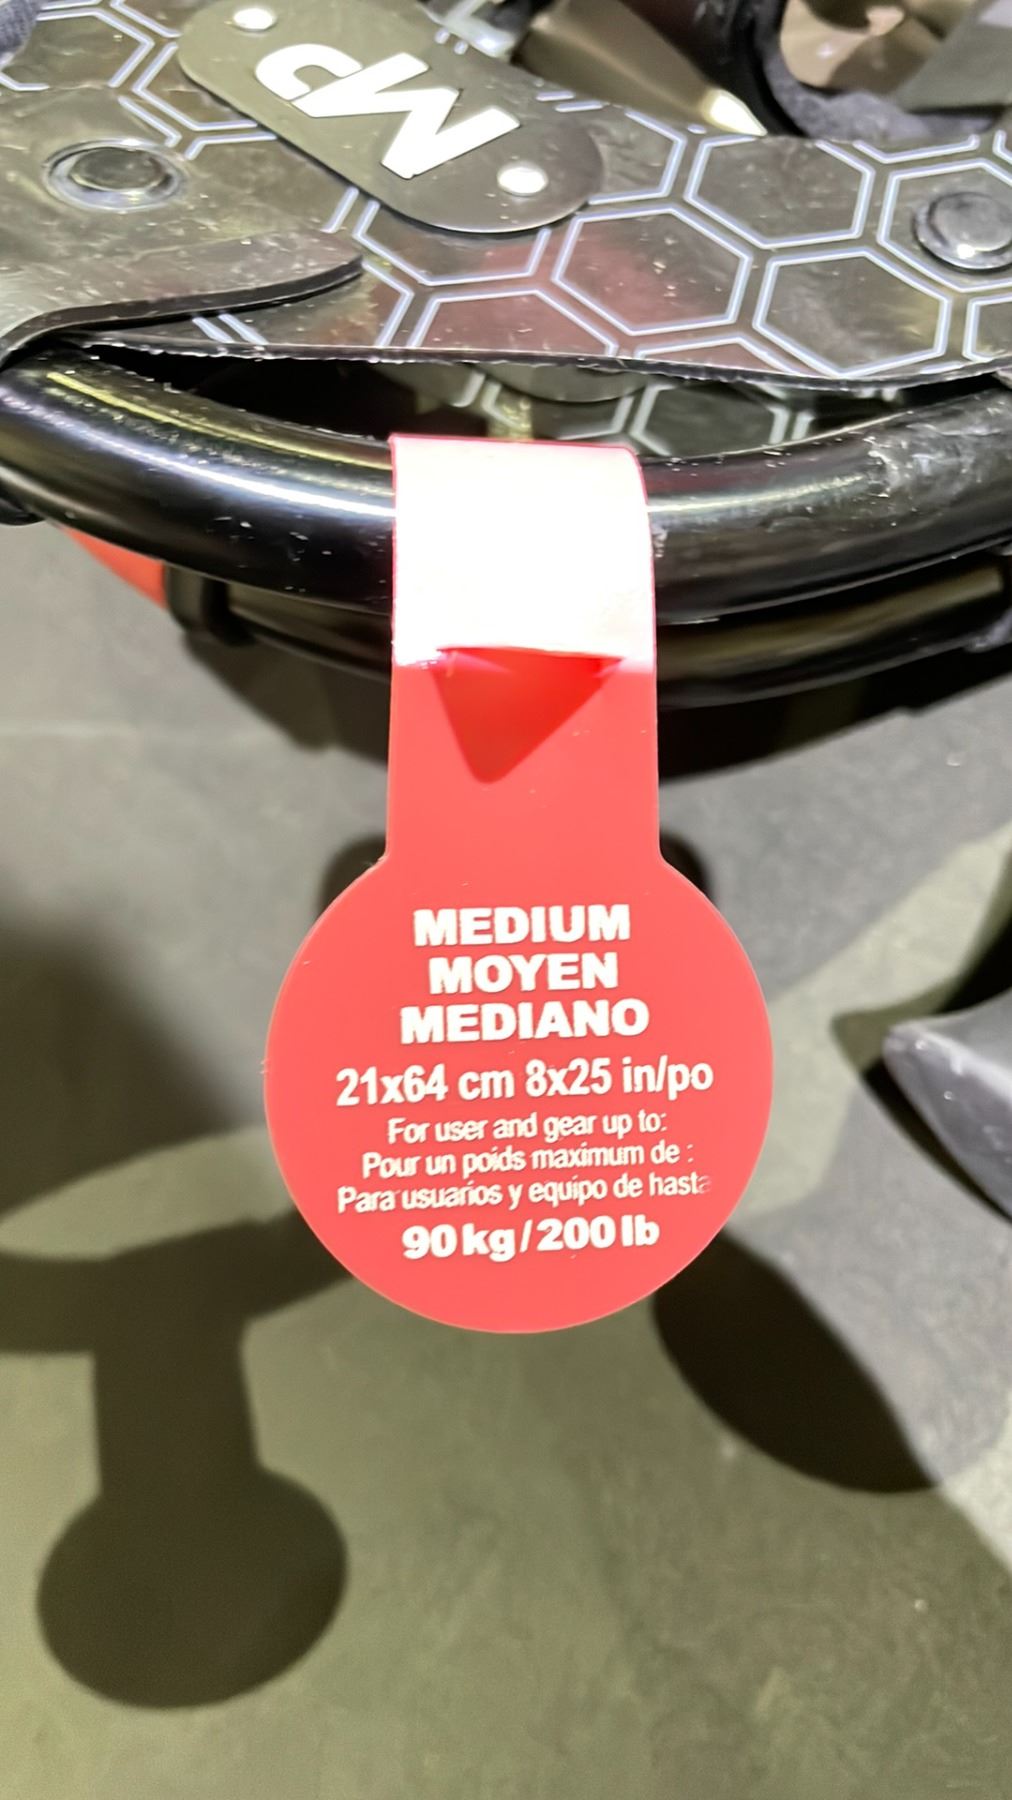 MP
MEDIUM
MOYEN
MEDIANO
21x64 cm 8x25 in/po
For user and gear up to:
Pour un poids maximum de :
Para usuarios y equipo de hasta
90 kg / 200 lb